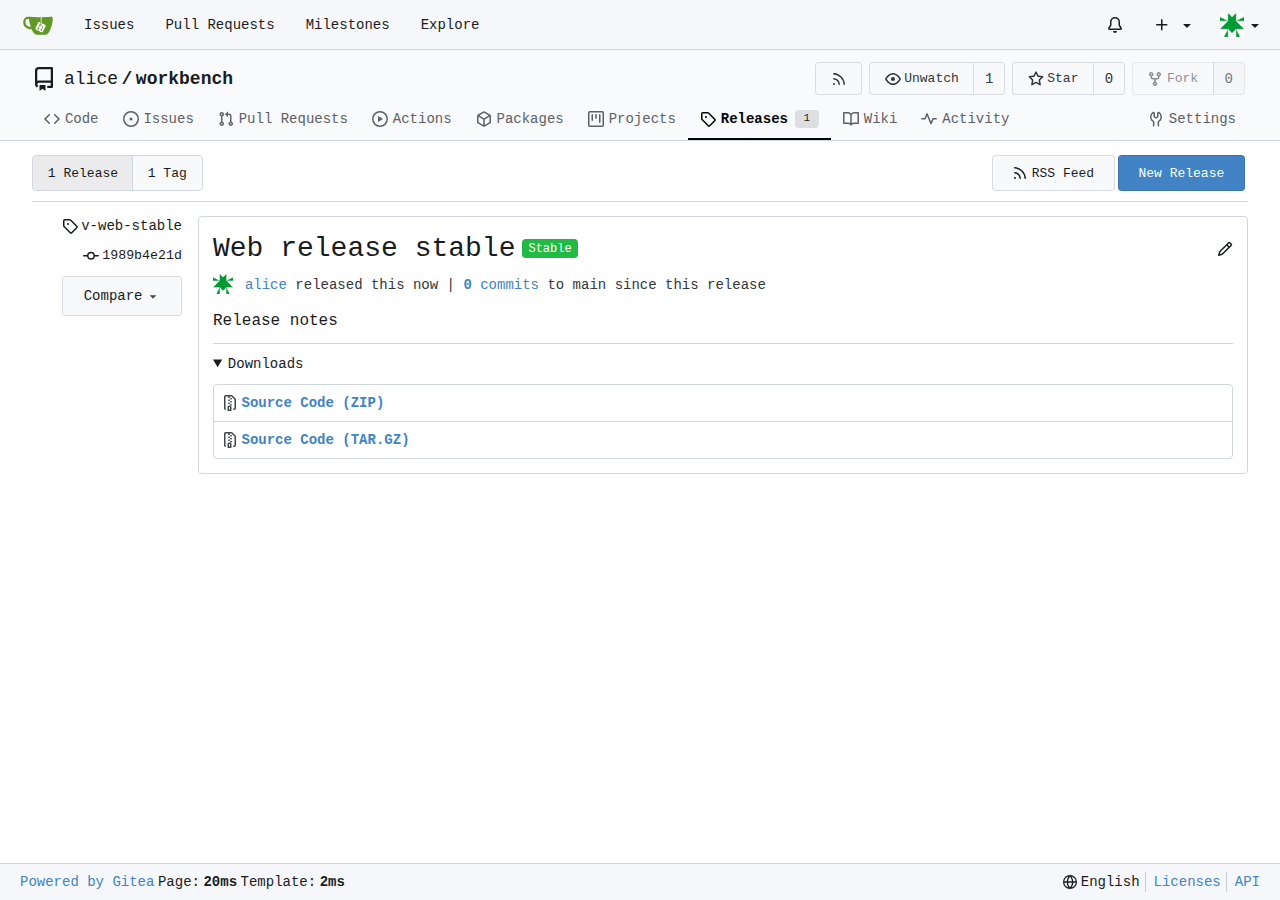 Issues Pull Requests Milestones Explore
alice/workbench Unwatch 1 Star 0 Fork 0
Code Issues Pull Requests Actions Packages Projects Releases 1 Wiki Activity Settings
1 Release 1 Tag RSS Feed New Release
v-web-stable
1989b4e21d
Compare
Web release stable Stable
alice released this now | 0 commits to main since this release
Release notes
Downloads
Source Code (ZIP)
Source Code (TAR.GZ)
Powered by Gitea Page: 20ms Template: 2ms English Licenses API